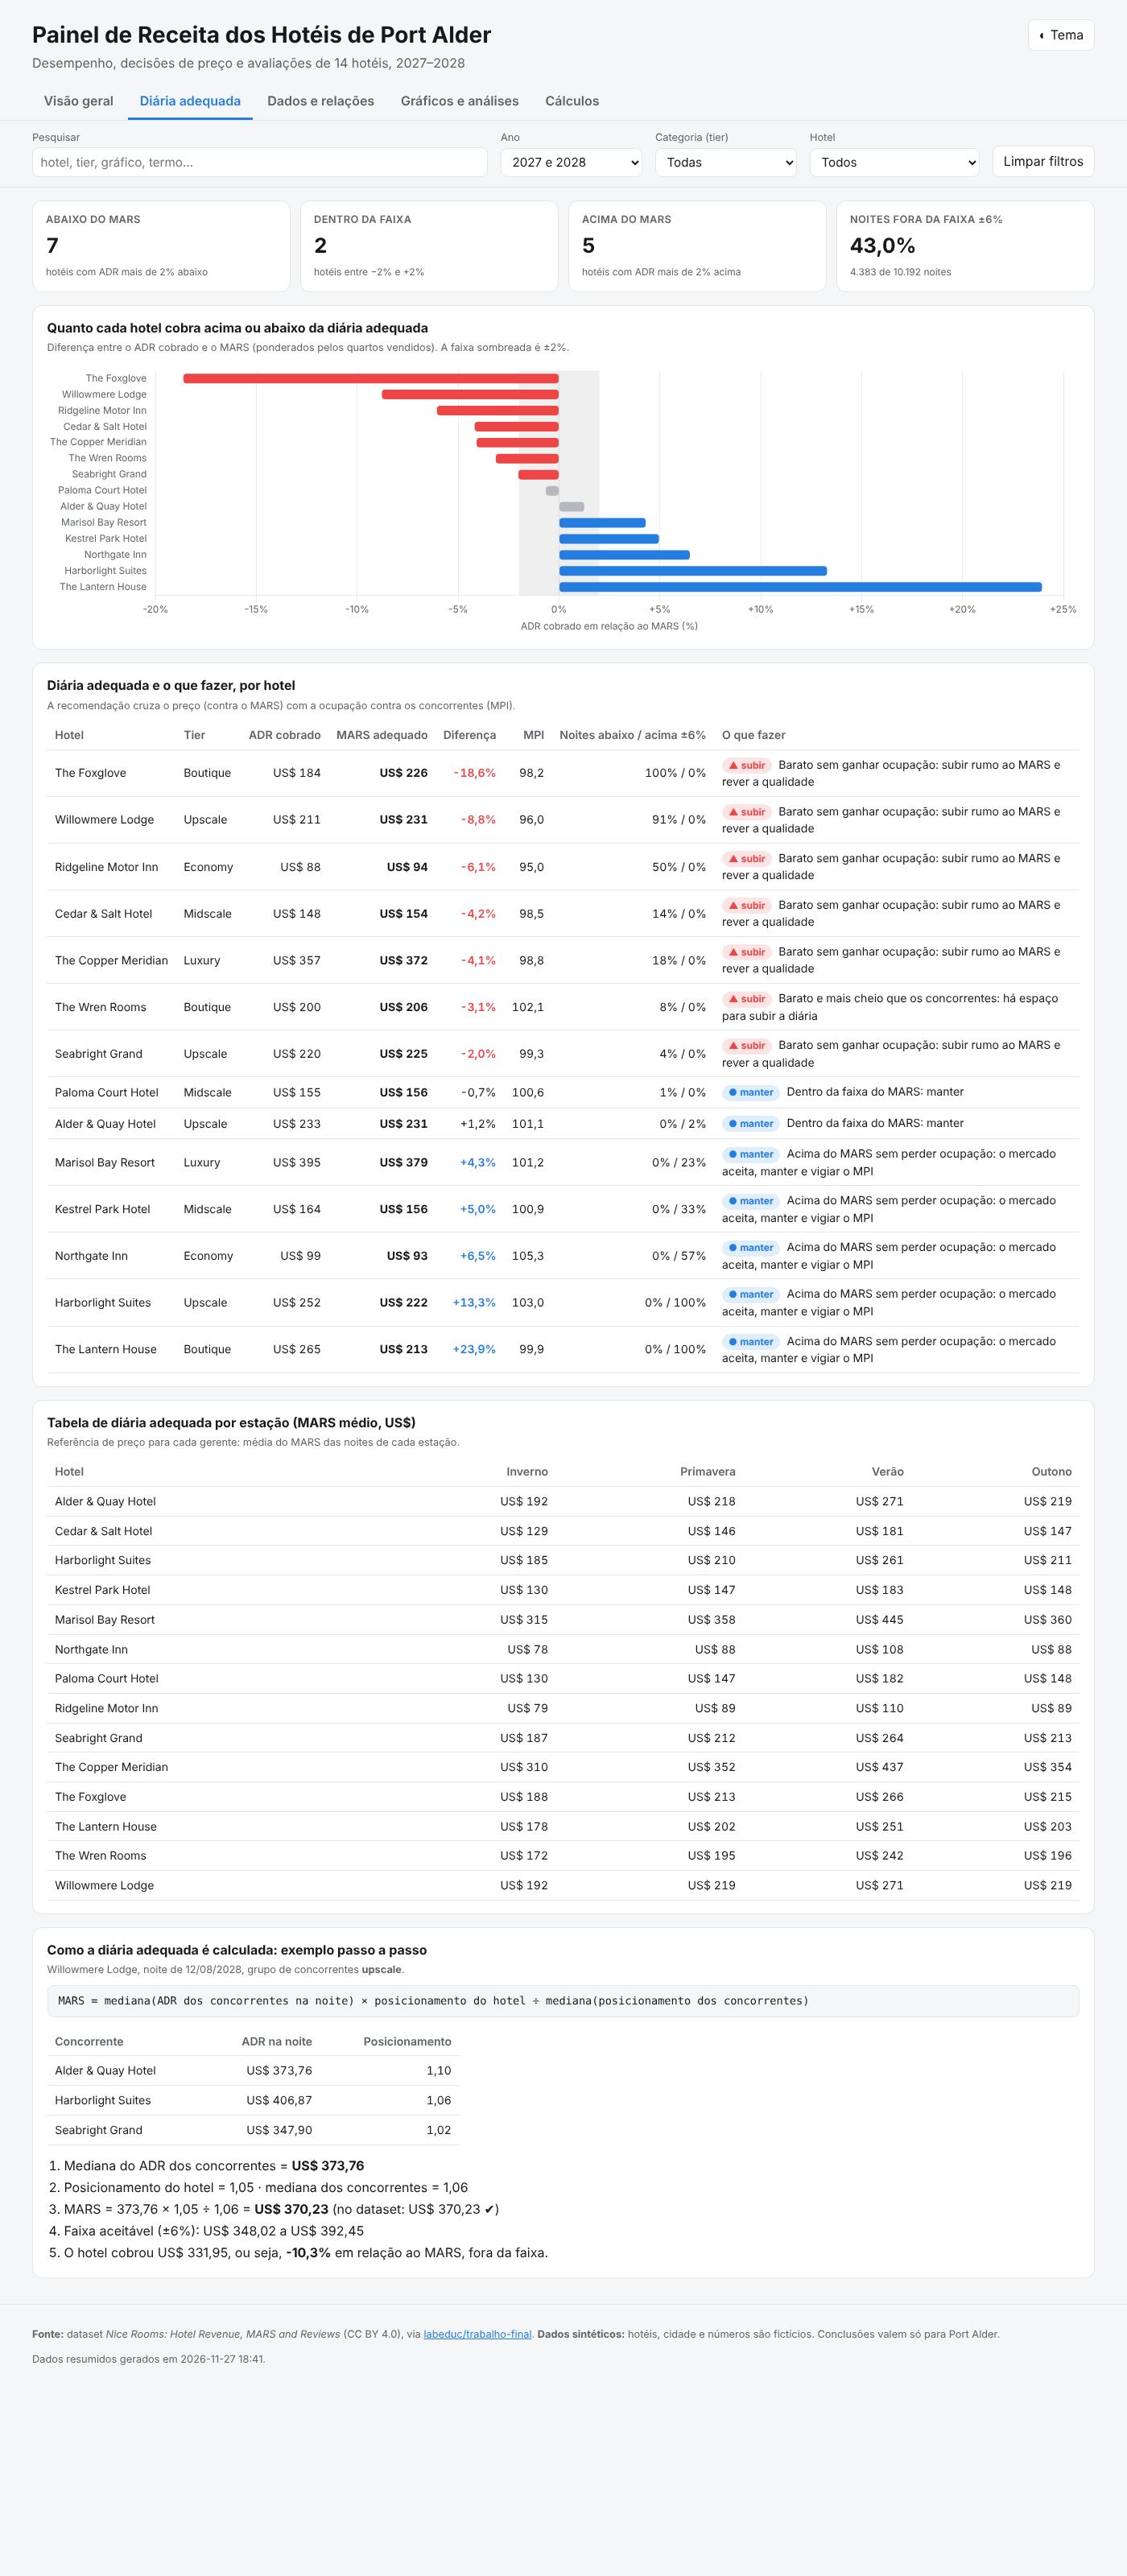 Painel de Receita dos Hotéis de Port Alder
◐ Tema
Desempenho, decisões de preço e avaliações de 14 hotéis, 2027–2028
Visão geral
Diária adequada
Dados e relações
Gráficos e análises
Cálculos
Pesquisar
Ano
Categoria (tier)
Hotel
hotel, tier, gráfico, termo...
2027 e 2028
Todas
Todos
Limpar filtros
ABAIXO DO MARS
7
hotéis com ADR mais de 2% abaixo
DENTRO DA FAIXA
2
hotéis entre −2% e +2%
ACIMA DO MARS
5
hotéis com ADR mais de 2% acima
NOITES FORA DA FAIXA ±6%
43,0%
4.383 de 10.192 noites
Quanto cada hotel cobra acima ou abaixo da diária adequada
Diferença entre o ADR cobrado e o MARS (ponderados pelos quartos vendidos). A faixa sombreada é ±2%.
The Foxglove
Willowmere Lodge
Ridgeline Motor Inn
Cedar & Salt Hotel
The Copper Meridian
The Wren Rooms
Seabright Grand
Paloma Court Hotel
Alder & Quay Hotel
Marisol Bay Resort
Kestrel Park Hotel
Northgate Inn
Harborlight Suites
The Lantern House
-20% -15% -10% -5% 0% +5% +10% +15% +20% +25%
ADR cobrado em relação ao MARS (%)
Diária adequada e o que fazer, por hotel
A recomendação cruza o preço (contra o MARS) com a ocupação contra os concorrentes (MPI).
Hotel Tier ADR cobrado MARS adequado Diferença MPI Noites abaixo / acima ±6% O que fazer
The Foxglove Boutique US$ 184 US$ 226 -18,6% 98,2 100% / 0% ▲ subir Barato sem ganhar ocupação: subir rumo ao MARS e
rever a qualidade
Willowmere Lodge Upscale US$ 211 US$ 231 -8,8% 96,0 91% / 0% ▲ subir Barato sem ganhar ocupação: subir rumo ao MARS e
rever a qualidade
Ridgeline Motor Inn Economy US$ 88 US$ 94 -6,1% 95,0 50% / 0% ▲ subir Barato sem ganhar ocupação: subir rumo ao MARS e
rever a qualidade
Cedar & Salt Hotel Midscale US$ 148 US$ 154 -4,2% 98,5 14% / 0% ▲ subir Barato sem ganhar ocupação: subir rumo ao MARS e
rever a qualidade
The Copper Meridian Luxury US$ 357 US$ 372 -4,1% 98,8 18% / 0% ▲ subir Barato sem ganhar ocupação: subir rumo ao MARS e
rever a qualidade
The Wren Rooms Boutique US$ 200 US$ 206 -3,1% 102,1 8% / 0% ▲ subir Barato e mais cheio que os concorrentes: há espaço
para subir a diária
Seabright Grand Upscale US$ 220 US$ 225 -2,0% 99,3 4% / 0% ▲ subir Barato sem ganhar ocupação: subir rumo ao MARS e
rever a qualidade
Paloma Court Hotel Midscale US$ 155 US$ 156 -0,7% 100,6 1% / 0% ● manter Dentro da faixa do MARS: manter
Alder & Quay Hotel Upscale US$ 233 US$ 231 +1,2% 101,1 0% / 2% ● manter Dentro da faixa do MARS: manter
Marisol Bay Resort Luxury US$ 395 US$ 379 +4,3% 101,2 0% / 23% ● manter Acima do MARS sem perder ocupação: o mercado
aceita, manter e vigiar o MPI
Kestrel Park Hotel Midscale US$ 164 US$ 156 +5,0% 100,9 0% / 33% ● manter Acima do MARS sem perder ocupação: o mercado
aceita, manter e vigiar o MPI
Northgate Inn Economy US$ 99 US$ 93 +6,5% 105,3 0% / 57% ● manter Acima do MARS sem perder ocupação: o mercado
aceita, manter e vigiar o MPI
Harborlight Suites Upscale US$ 252 US$ 222 +13,3% 103,0 0% / 100% ● manter Acima do MARS sem perder ocupação: o mercado
aceita, manter e vigiar o MPI
The Lantern House Boutique US$ 265 US$ 213 +23,9% 99,9 0% / 100% ● manter Acima do MARS sem perder ocupação: o mercado
aceita, manter e vigiar o MPI
Tabela de diária adequada por estação (MARS médio, US$)
Referência de preço para cada gerente: média do MARS das noites de cada estação.
Hotel Inverno Primavera Verão Outono
Alder & Quay Hotel US$ 192 US$ 218 US$ 271 US$ 219
Cedar & Salt Hotel US$ 129 US$ 146 US$ 181 US$ 147
Harborlight Suites US$ 185 US$ 210 US$ 261 US$ 211
Kestrel Park Hotel US$ 130 US$ 147 US$ 183 US$ 148
Marisol Bay Resort US$ 315 US$ 358 US$ 445 US$ 360
Northgate Inn US$ 78 US$ 88 US$ 108 US$ 88
Paloma Court Hotel US$ 130 US$ 147 US$ 182 US$ 148
Ridgeline Motor Inn US$ 79 US$ 89 US$ 110 US$ 89
Seabright Grand US$ 187 US$ 212 US$ 264 US$ 213
The Copper Meridian US$ 310 US$ 352 US$ 437 US$ 354
The Foxglove US$ 188 US$ 213 US$ 266 US$ 215
The Lantern House US$ 178 US$ 202 US$ 251 US$ 203
The Wren Rooms US$ 172 US$ 195 US$ 242 US$ 196
Willowmere Lodge US$ 192 US$ 219 US$ 271 US$ 219
Como a diária adequada é calculada: exemplo passo a passo
Willowmere Lodge, noite de 12/08/2028, grupo de concorrentes upscale.
MARS = mediana(ADR dos concorrentes na noite) × posicionamento do hotel ÷ mediana(posicionamento dos concorrentes)
Concorrente ADR na noite Posicionamento
Alder & Quay Hotel US$ 373,76 1,10
Harborlight Suites US$ 406,87 1,06
Seabright Grand US$ 347,90 1,02
1. Mediana do ADR dos concorrentes = US$ 373,76
2. Posicionamento do hotel = 1,05 · mediana dos concorrentes = 1,06
3. MARS = 373,76 × 1,05 ÷ 1,06 = US$ 370,23 (no dataset: US$ 370,23 ✔)
4. Faixa aceitável (±6%): US$ 348,02 a US$ 392,45
5. O hotel cobrou US$ 331,95, ou seja, -10,3% em relação ao MARS, fora da faixa.
Fonte: dataset Nice Rooms: Hotel Revenue, MARS and Reviews (CC BY 4.0), via labeduc/trabalho-final. Dados sintéticos: hotéis, cidade e números são fictícios. Conclusões valem só para Port Alder.
Dados resumidos gerados em 2026-11-27 18:41.